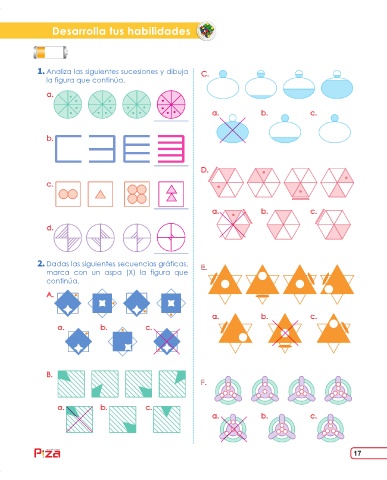 Desarrolla tus habilidades
1. Analiza las siguientes sucesiones y dibuja
la figura que continúa.
a.
b.
c.
d.
2. Dadas las siguientes secuencias gráficas,
marca con un aspa (X) la figura que
continúa.
A.
a. b. c.
B.
a. b. c.
C.
a. b. c.
D.
a. b. c.
E.
a. b. c.
F.
a. b. c.
Piza
17